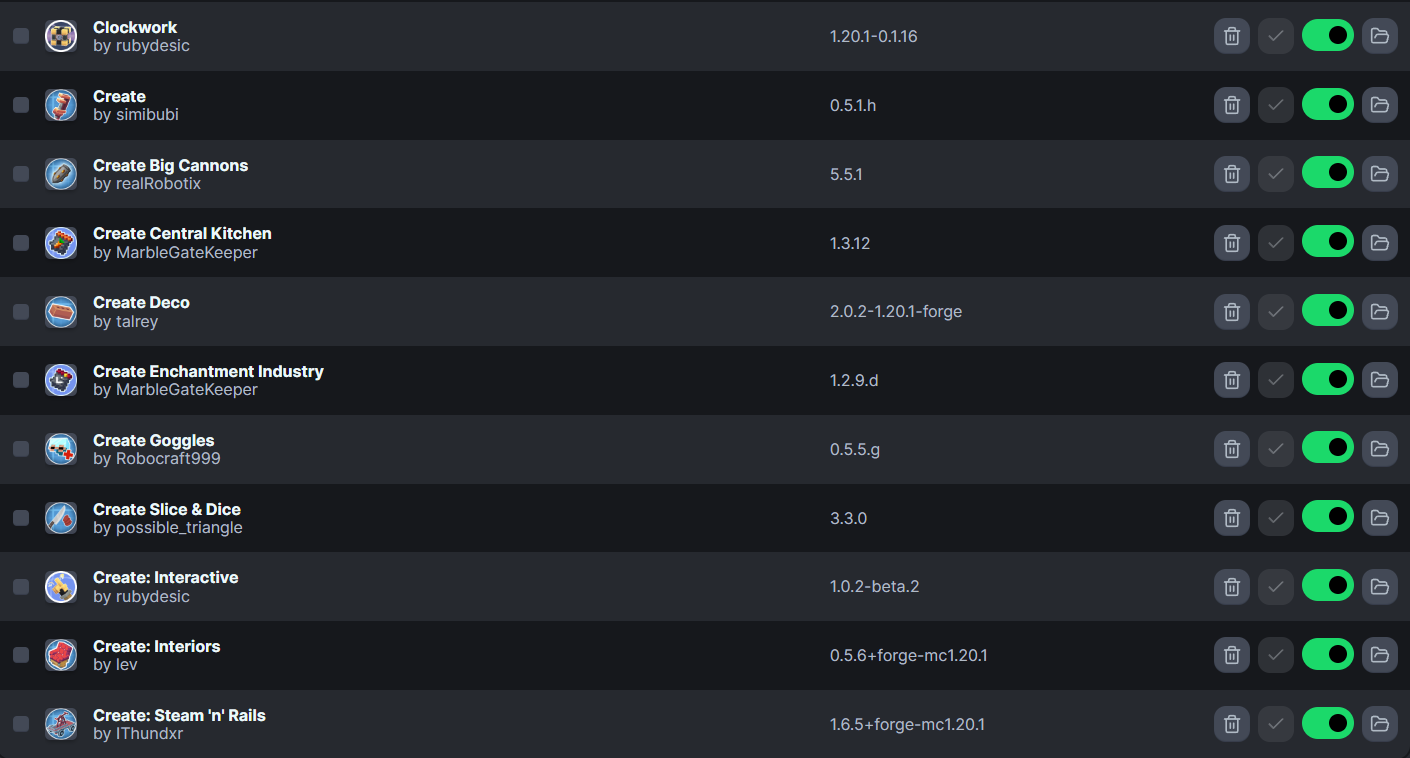 Clockwork
by rubydesic
1.20.1-0.1.16
Create
by simibubi
0.5.1.h
Create Big Cannons
by realRobotix
5.5.1
Create Central Kitchen
by MarbleGateKeeper
1.3.12
Create Deco
by talrey
2.0.2-1.20.1-forge
Create Enchantment Industry
by MarbleGateKeeper
1.2.9.d
Create Goggles
by Robocraft999
0.5.5.g
Create Slice & Dice
by possible_triangle
3.3.0
Create: Interactive
by rubydesic
1.0.2-beta.2
Create: Interiors
by lev
0.5.6+forge-mc1.20.1
Create: Steam 'n' Rails
by IThundxr
1.6.5+forge-mc1.20.1